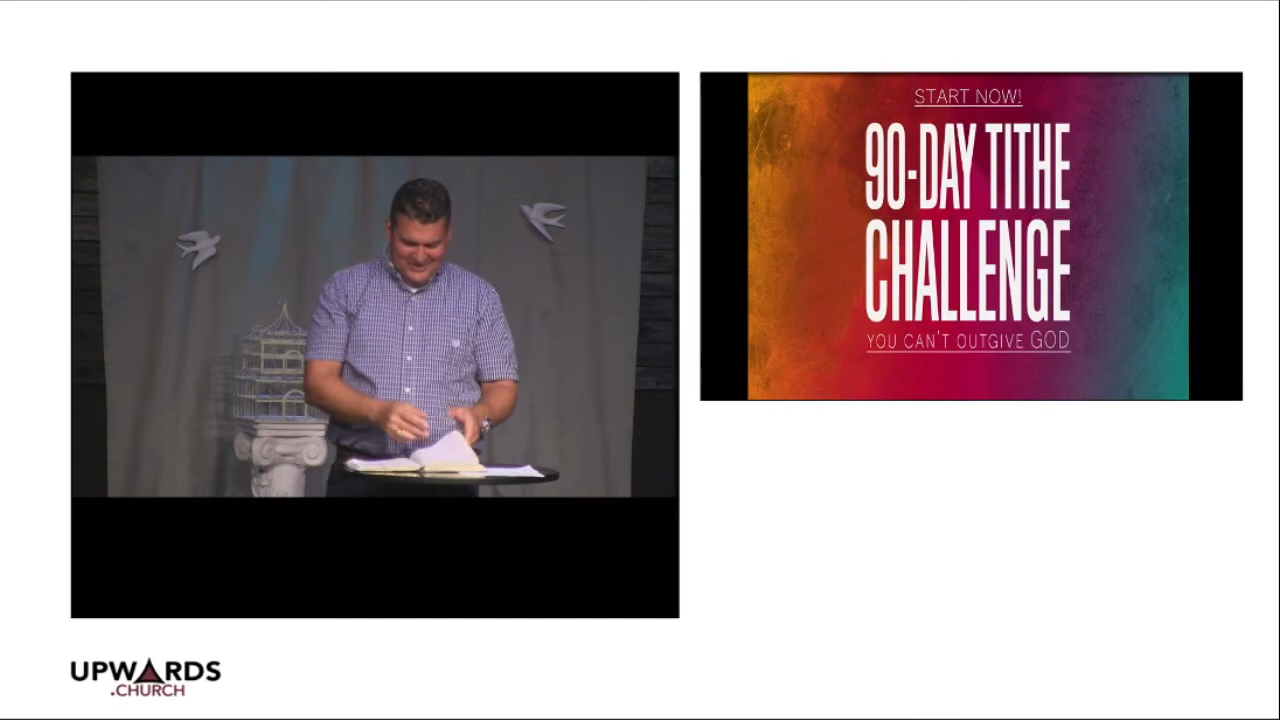 START NOW!
90-DAY TITHE
CHALLENGE
YOU CAN'T OUTGIVE GOD
UPWARDS
.CHURCH